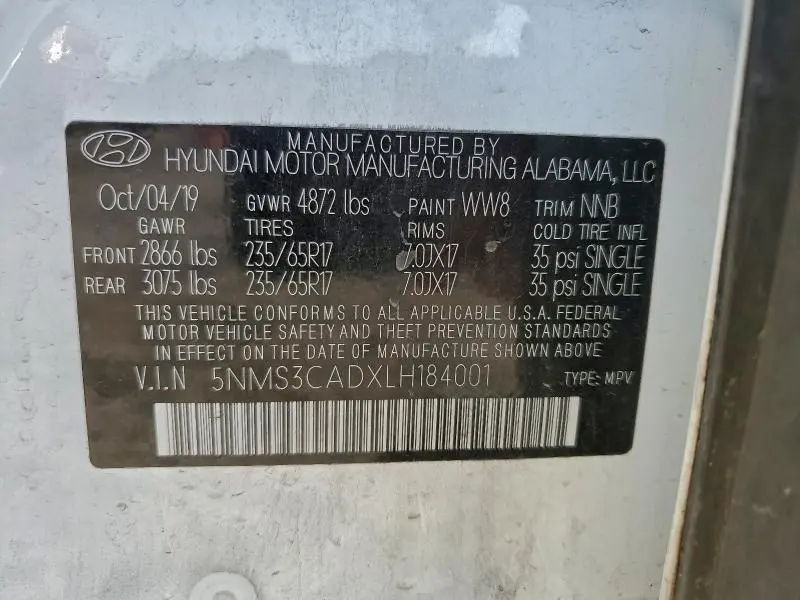 MANUFACTURED BY
HYUNDAI MOTOR MANUFACTURING ALABAMA, LLC
Oct/04/19 GVWR 4872 lbs PAINT WW8 TRIM NNB
GAWR TIRES RIMS COLD TIRE INFL
FRONT 2866 lbs 235/65R17 7.0JX17 35 psi SINGLE
REAR 3075 lbs 235/65R17 7.0JX17 35 psi SINGLE
THIS VEHICLE CONFORMS TO ALL APPLICABLE U.S.A. FEDERAL
MOTOR VEHICLE SAFETY AND THEFT PREVENTION STANDARDS
IN EFFECT ON THE DATE OF MANUFACTURE SHOWN ABOVE
V.I.N 5NMS3CADXLH184001 TYPE: MPV